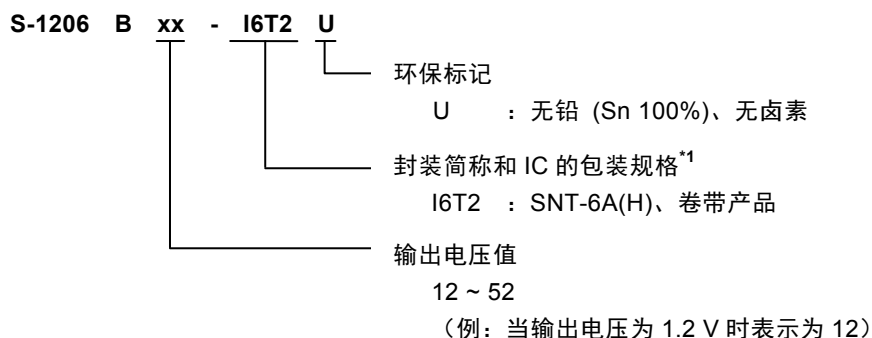 S-1206 B xx - I6T2 U
环保标记
U : 无铅 (Sn 100%)、无卤素
封装简称和 IC 的包装规格*1
I6T2 : SNT-6A(H)、卷带产品
输出电压值
12 ~ 52
（例：当输出电压为 1.2 V 时表示为 12）